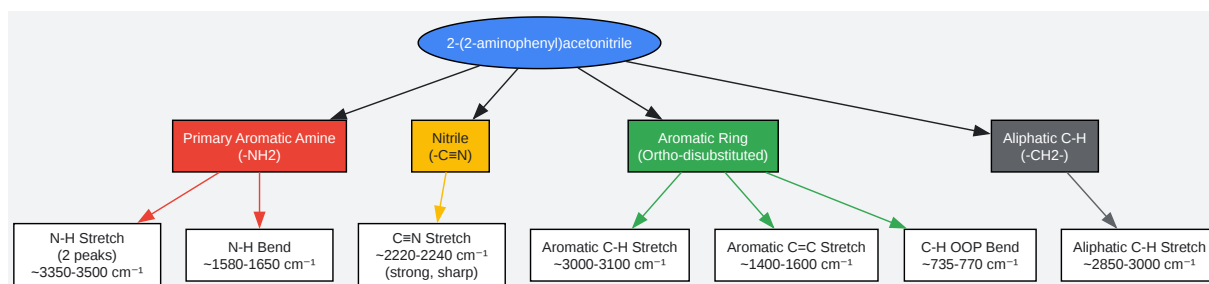 2-(2-aminophenyl)acetonitrile
Primary Aromatic Amine
(-NH2)
Nitrile
(-C≡N)
Aromatic Ring
(Ortho-disubstituted)
Aliphatic C-H
(-CH2-)
N-H Stretch
(2 peaks)
~3350-3500 cm⁻¹
N-H Bend
~1580-1650 cm⁻¹
C≡N Stretch
~2220-2240 cm⁻¹
(strong, sharp)
Aromatic C-H Stretch
~3000-3100 cm⁻¹
Aromatic C=C Stretch
~1400-1600 cm⁻¹
C-H OOP Bend
~735-770 cm⁻¹
Aliphatic C-H Stretch
~2850-3000 cm⁻¹